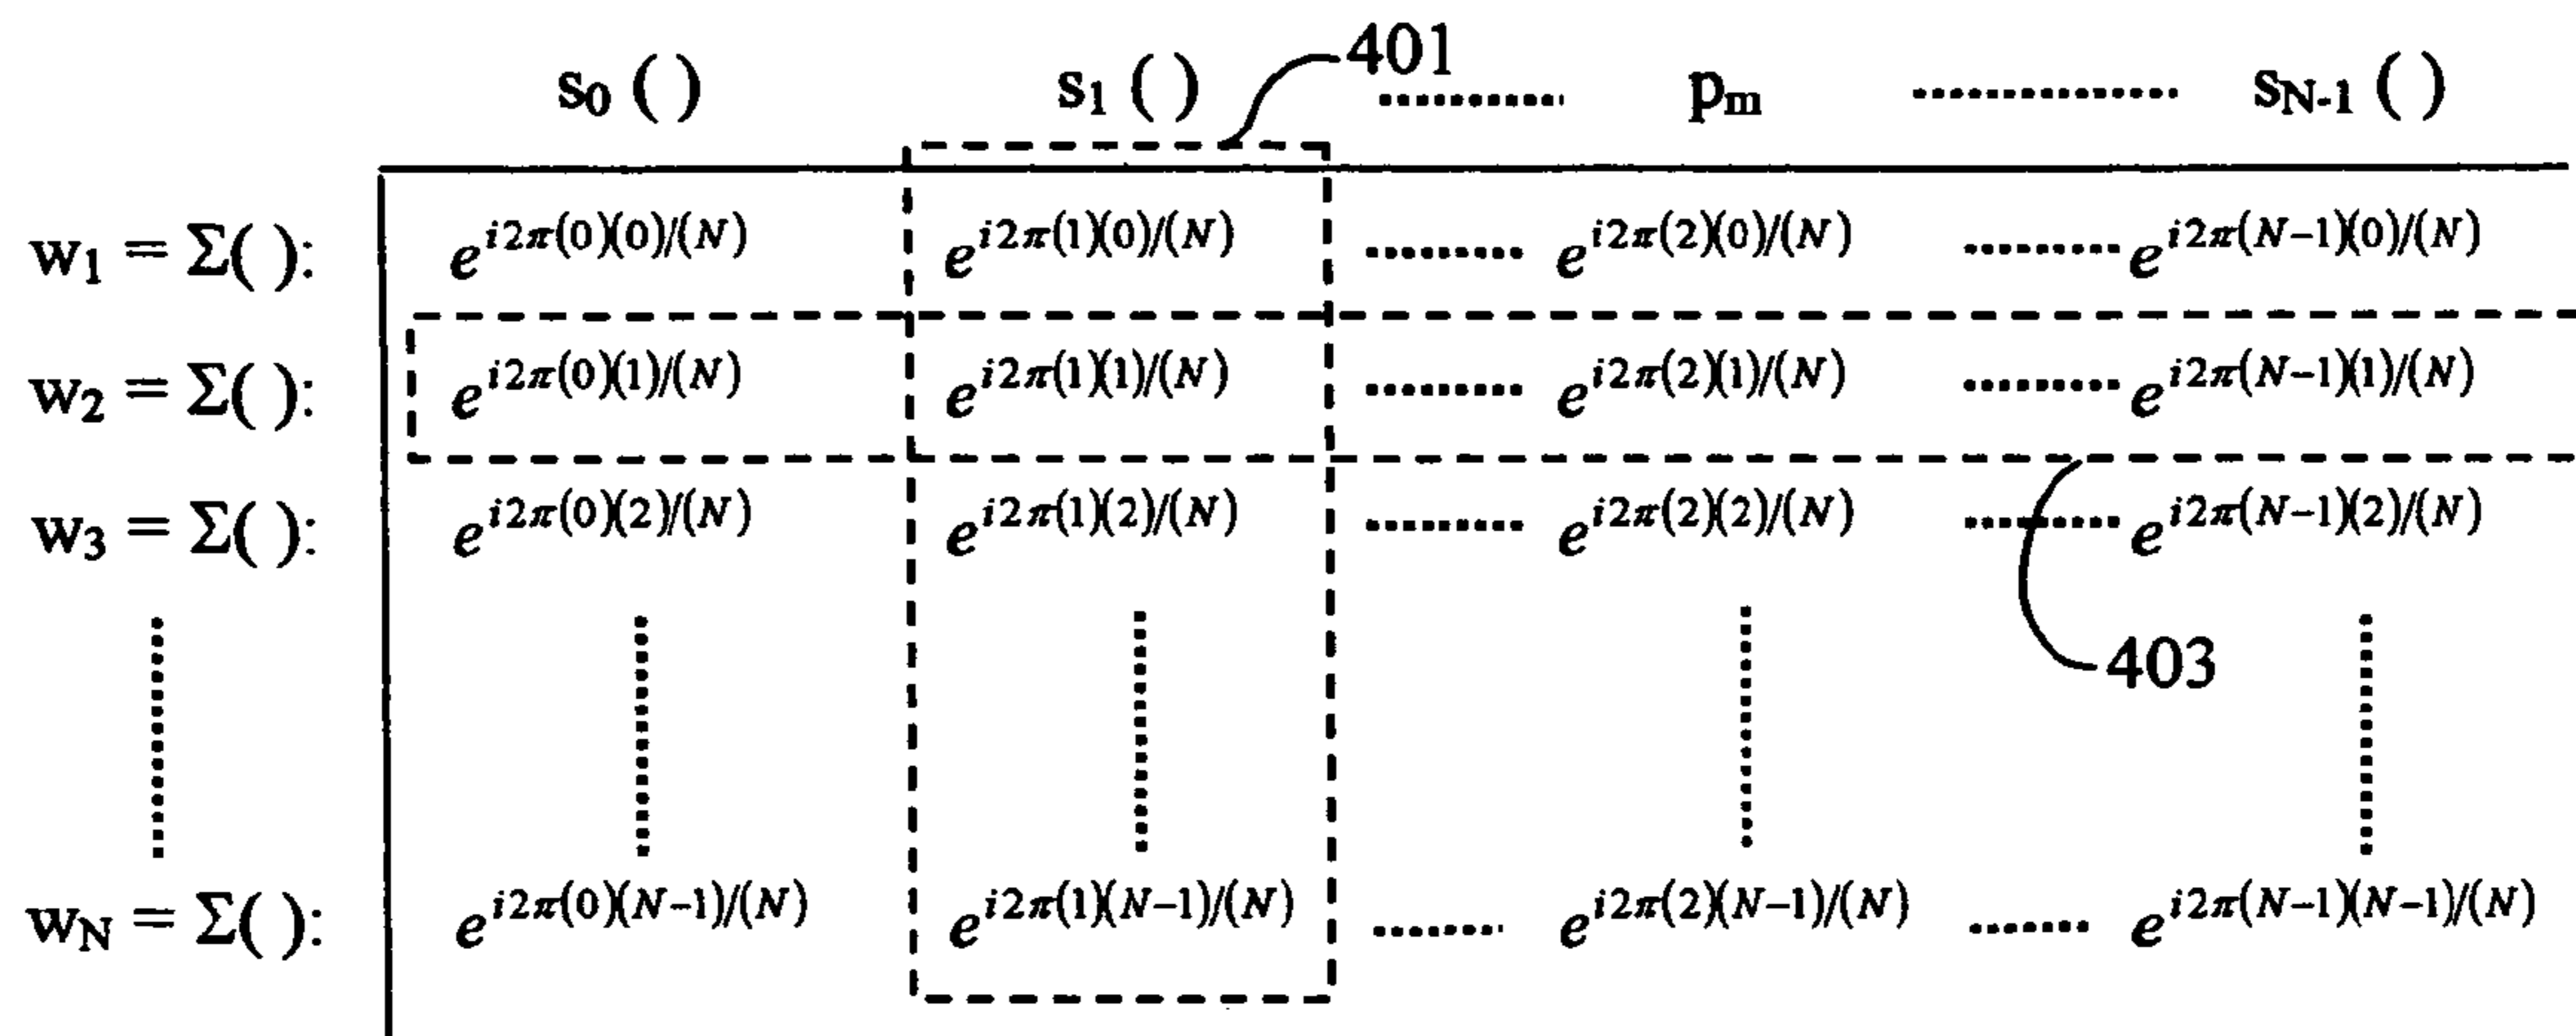 401
s₀ ( ) s₁ ( ) ........ pₘ ........ s_N-1 ( )
w₁ = Σ( ): e^{i2π(0)(0)/(N)} e^{i2π(1)(0)/(N)} ........ e^{i2π(2)(0)/(N)} ........ e^{i2π(N−1)(0)/(N)}
w₂ = Σ( ): e^{i2π(0)(1)/(N)} e^{i2π(1)(1)/(N)} ........ e^{i2π(2)(1)/(N)} ........ e^{i2π(N−1)(1)/(N)}
w₃ = Σ( ): e^{i2π(0)(2)/(N)} e^{i2π(1)(2)/(N)} ........ e^{i2π(2)(2)/(N)} ........ e^{i2π(N−1)(2)/(N)}
403
w_N = Σ( ): e^{i2π(0)(N−1)/(N)} e^{i2π(1)(N−1)/(N)} ........ e^{i2π(2)(N−1)/(N)} ........ e^{i2π(N−1)(N−1)/(N)}